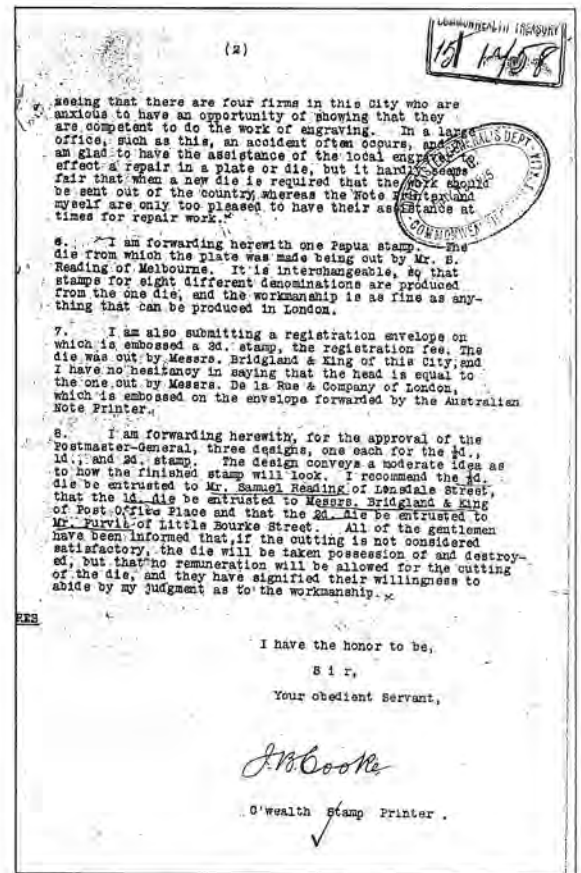 (2)
COMMONWEALTH TREASURY
15/ 12458
seeing that there are four firms in this City who are
anxious to have an opportunity of showing that they
are competent to do the work of engraving. In a large
office, such as this, an accident often occurs, and I
am glad to have the assistance of the local engravers
effect a repair in a plate or die, but it hardly seems
fair that when a new die is required that the work should
be sent out of the country whereas the Note Printer and
myself are only too pleased to have their assistance at
times for repair work.
6. I am forwarding herewith one Papua stamp. The
die from which the plate was made being cut by Mr. S.
Reading of Melbourne. It is interchangeable, so that
stamps for eight different denominations are produced
from the one die, and the workmanship is as fine as any-
thing that can be produced in London.
7. I am also submitting a registration envelope on
which is embossed a 3d. stamp, the registration fee. The
die was cut by Messrs. Bridgland & King of this City, and
I have no hesitancy in saying that the head is equal to
the one cut by Messrs. De la Rue & Company of London,
which is embossed on the envelope forwarded by the Australian
Note Printer.
8. I am forwarding herewith, for the approval of the
Postmaster-General, three designs, one each for the ½d.,
1d., and 2d. stamp. The design conveys a moderate idea as
to how the finished stamp will look. I recommend the ½d.
die be entrusted to Mr. Samuel Reading of Lonsdale Street,
that the 1d. die be entrusted to Messrs. Bridgland & King
of Post Office Place and that the 2d. die be entrusted to
Mr. Purvis of Little Bourke Street. All of the gentlemen
have been informed that, if the cutting is not considered
satisfactory, the die will be taken possession of and destroy-
ed, but that no remuneration will be allowed for the cutting
of the die, and they have signified their willingness to
abide by my judgment as to the workmanship.
RES
I have the honor to be,
S i r,
Your obedient Servant,
J.B.Cooke
C'wealth Stamp Printer.